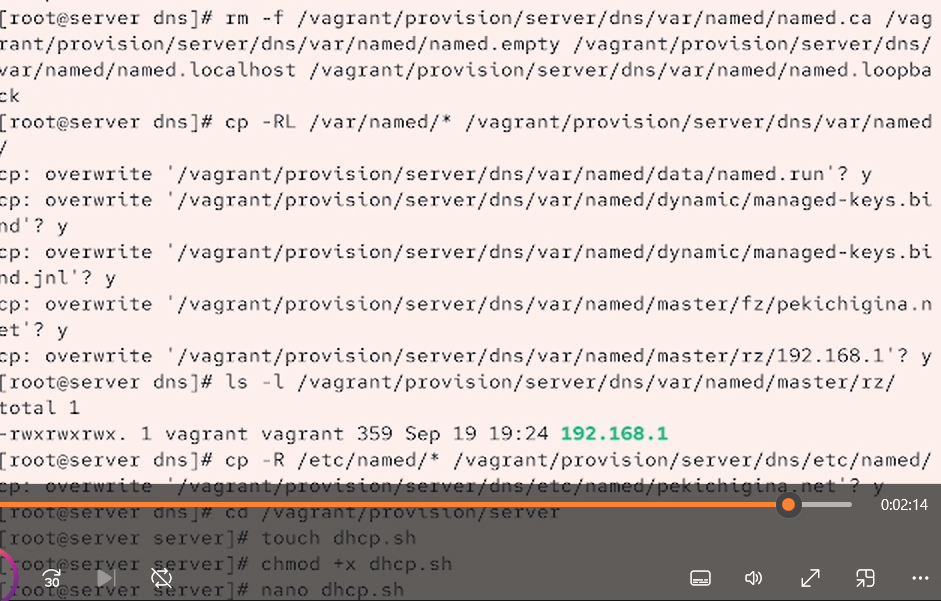 [root@server dns]# rm -f /vagrant/provision/server/dns/var/named/named.ca /vag
rant/provision/server/dns/var/named/named.empty /vagrant/provision/server/dns/
var/named/named.localhost /vagrant/provision/server/dns/var/named/named.loopba
ck
[root@server dns]# cp -RL /var/named/* /vagrant/provision/server/dns/var/named
/
cp: overwrite '/vagrant/provision/server/dns/var/named/data/named.run'? y
cp: overwrite '/vagrant/provision/server/dns/var/named/dynamic/managed-keys.bi
nd'? y
cp: overwrite '/vagrant/provision/server/dns/var/named/dynamic/managed-keys.bi
nd.jnl'? y
cp: overwrite '/vagrant/provision/server/dns/var/named/master/fz/pekichigina.n
et'? y
cp: overwrite '/vagrant/provision/server/dns/var/named/master/rz/192.168.1'? y
[root@server dns]# ls -l /vagrant/provision/server/dns/var/named/master/rz/
total 1
-rwxrwxrwx. 1 vagrant vagrant 359 Sep 19 19:24 192.168.1
[root@server dns]# cp -R /etc/named/* /vagrant/provision/server/dns/etc/named/
cp: overwrite '/vagrant/provision/server/dns/etc/named/pekichigina.net'? y
0:02:14
[root@server dns]# cd /vagrant/provision/server
[root@server server]# touch dhcp.sh
[root@server server]# chmod +x dhcp.sh
30
[root@server server]# nano dhcp.sh